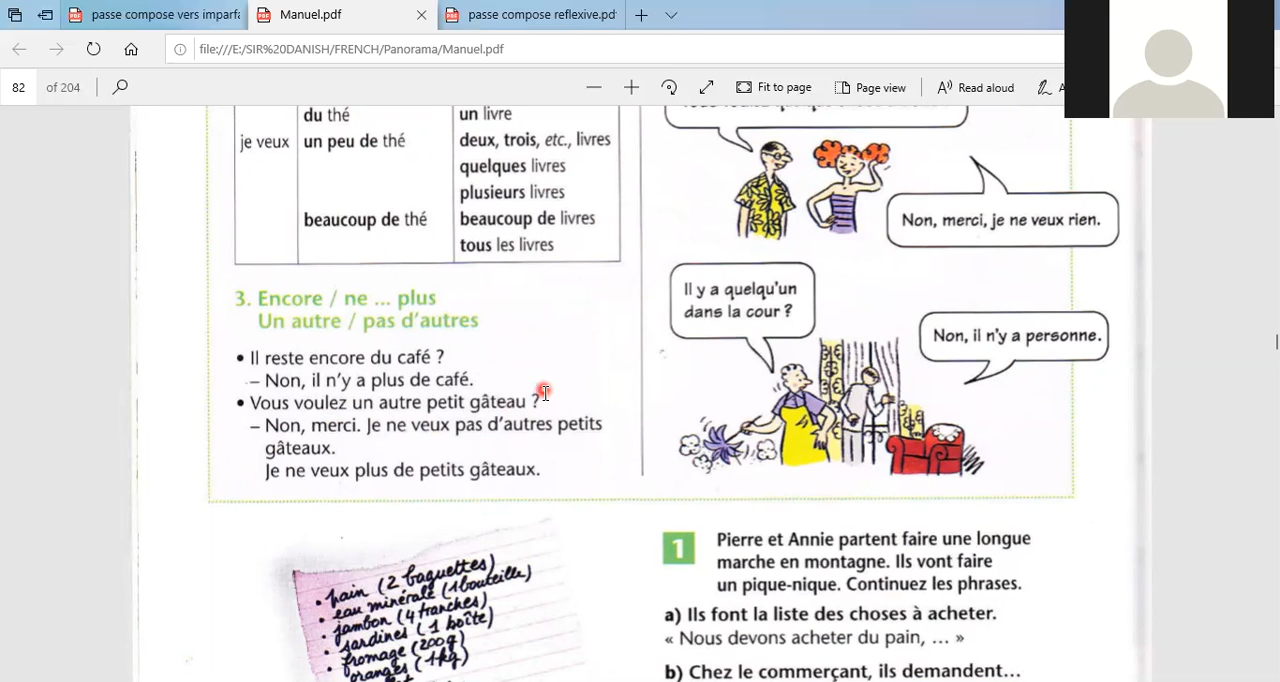 passe compose vers imparfa
Manuel.pdf
passe compose reflexive.pd
file:///E:/SIR%20DANISH/FRENCH/Panorama/Manuel.pdf
82
of 204
Fit to page
Page view
Read aloud
du thé
un livre
je veux
un peu de thé
deux, trois, etc., livres
quelques livres
plusieurs livres
beaucoup de thé
beaucoup de livres
tous les livres
3. Encore / ne ... plus
Un autre / pas d'autres
• Il reste encore du café ?
– Non, il n'y a plus de café.
• Vous voulez un autre petit gâteau ?
– Non, merci. Je ne veux pas d'autres petits
gâteaux.
Je ne veux plus de petits gâteaux.
Non, merci, je ne veux rien.
Il y a quelqu'un
dans la cour ?
Non, il n'y a personne.
• pain (2 baguettes)
• eau minérale (1 bouteille)
• jambon (4 tranches)
• sardines (1 boîte)
• fromage (200g)
• oranges (1kg)
1
Pierre et Annie partent faire une longue
marche en montagne. Ils vont faire
un pique-nique. Continuez les phrases.
a) Ils font la liste des choses à acheter.
« Nous devons acheter du pain, ... »
b) Chez le commerçant, ils demandent...